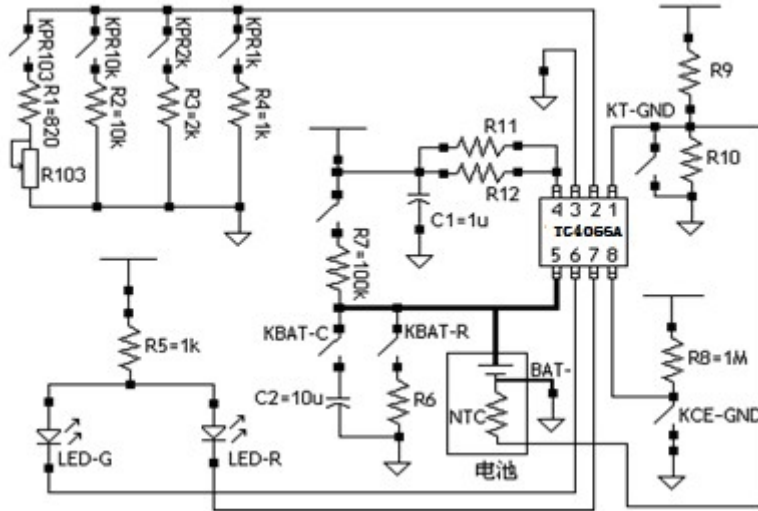 KPR103
R1=820
R103
KPR10k
R2=10k
KPR2k
R3=2k
KPR1k
R4=1k
R9
KT-GND
R10
R11
R12
C1=1u
4 3 2 1
TC4066A
5 6 7 8
R7=100k
R5=1k
KBAT-C
KBAT-R
BAT-
R8=1M
C2=10u
R6
NTC
KCE-GND
LED-G
LED-R
电池